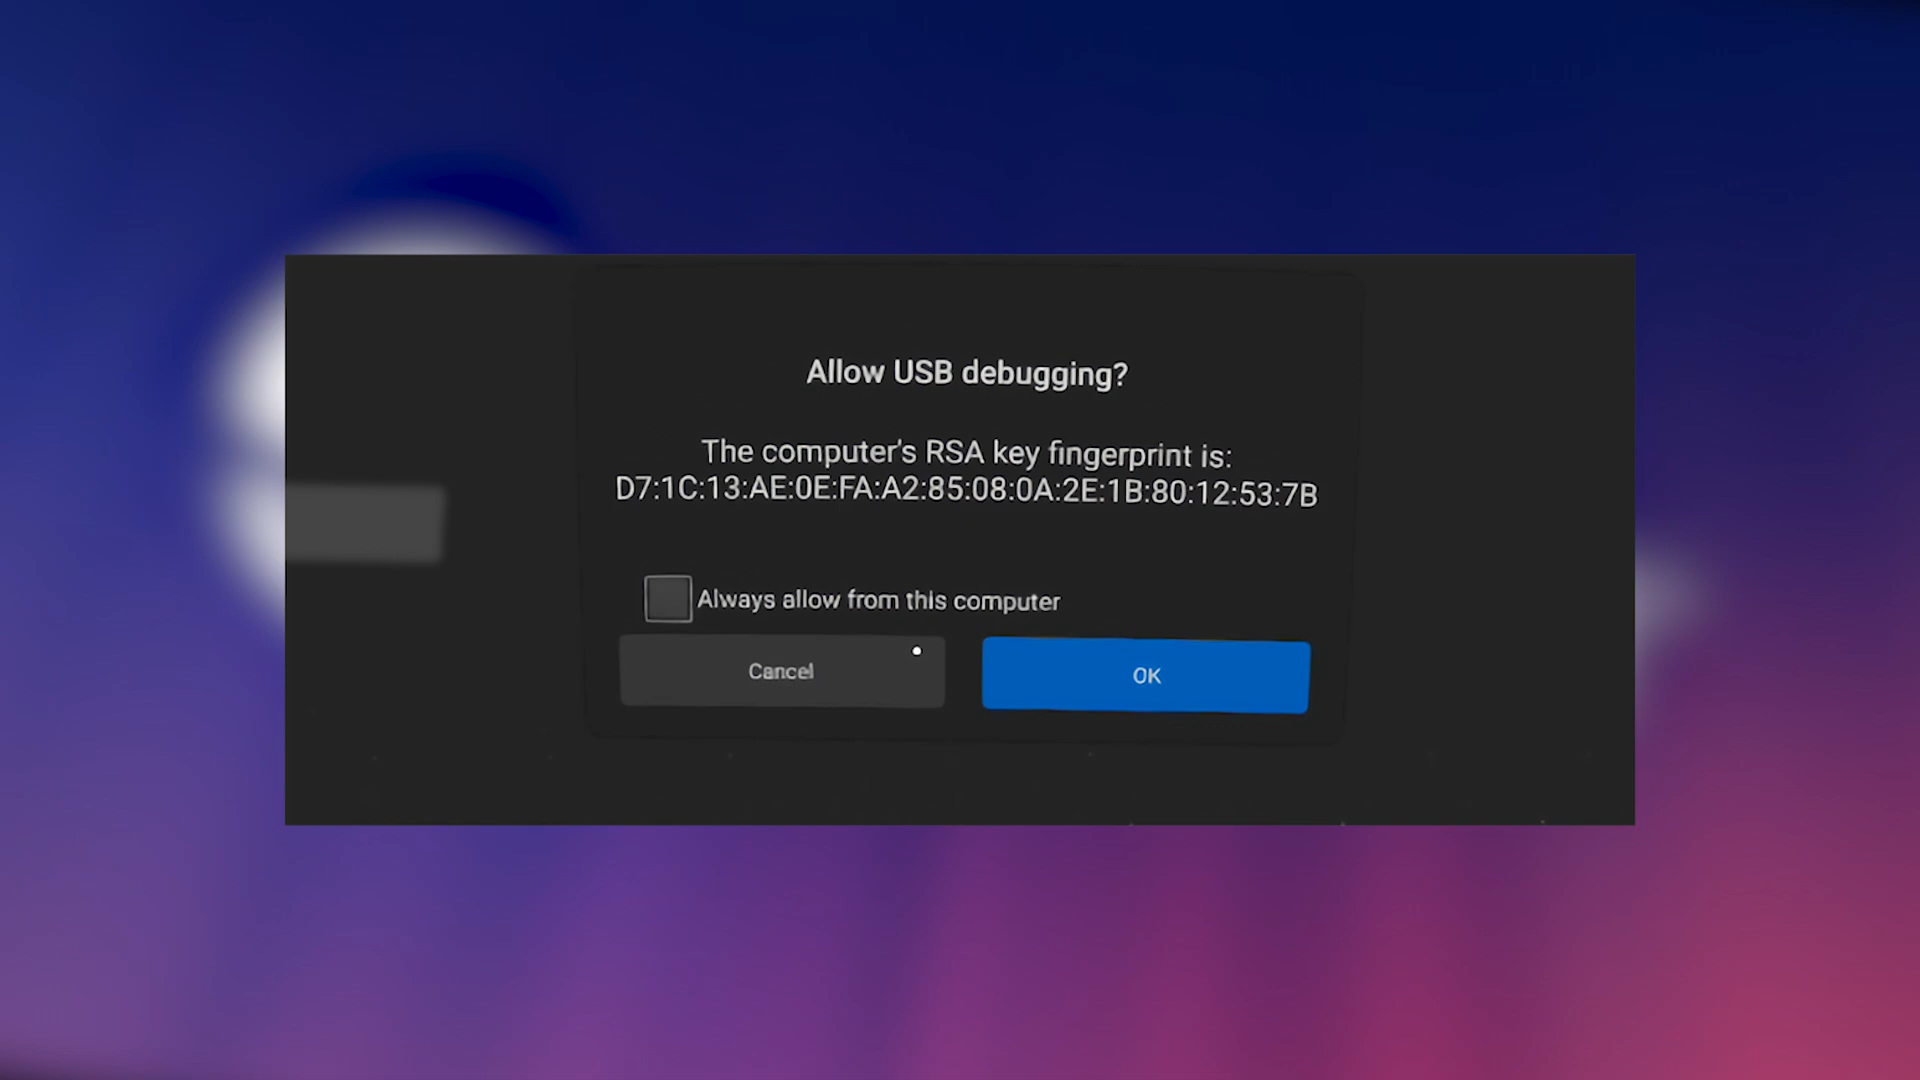 Allow USB debugging?
The computer's RSA key fingerprint is:
D7:1C:13:AE:0E:FA:A2:85:08:0A:2E:1B:80:12:53:7B
Always allow from this computer
Cancel
OK